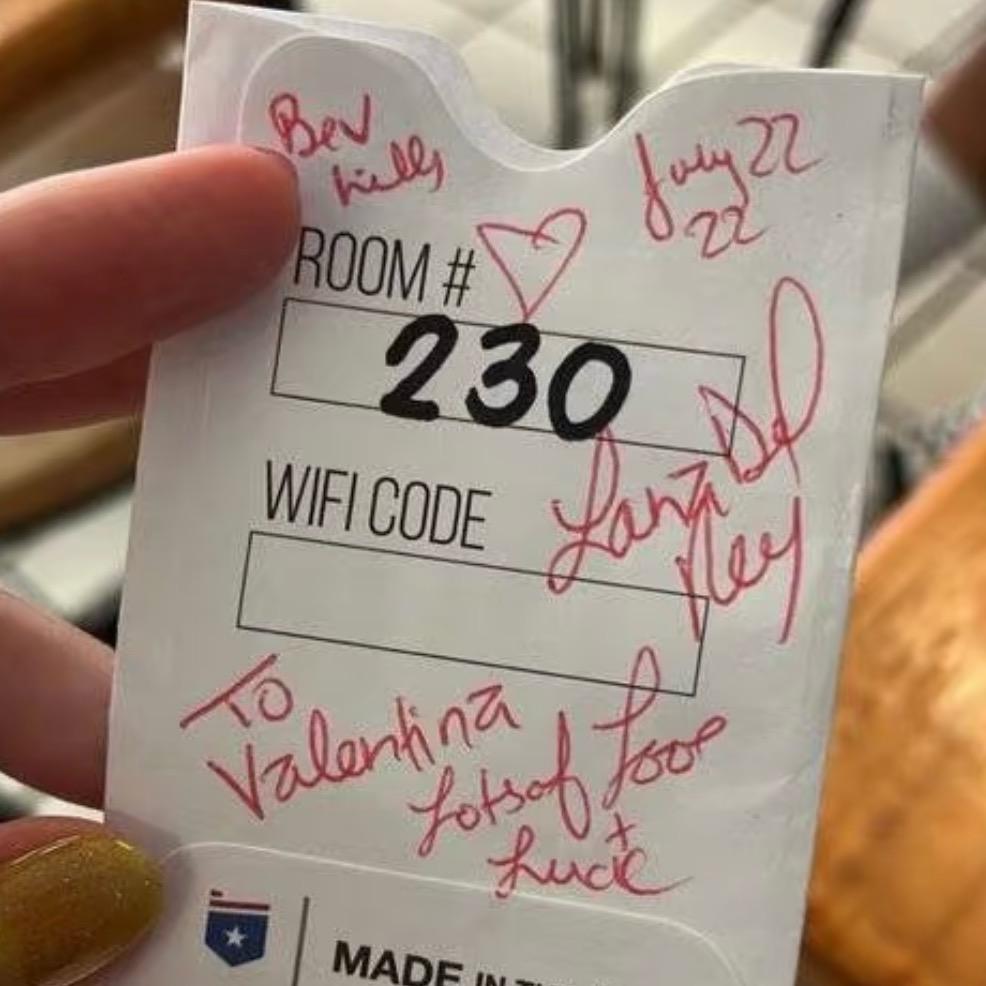 Bev
hills
July 22
22
ROOM #
230
Lana Del
Rey
WIFI CODE
To
Valentina
Lots of Love
+
Luck
MADE IN